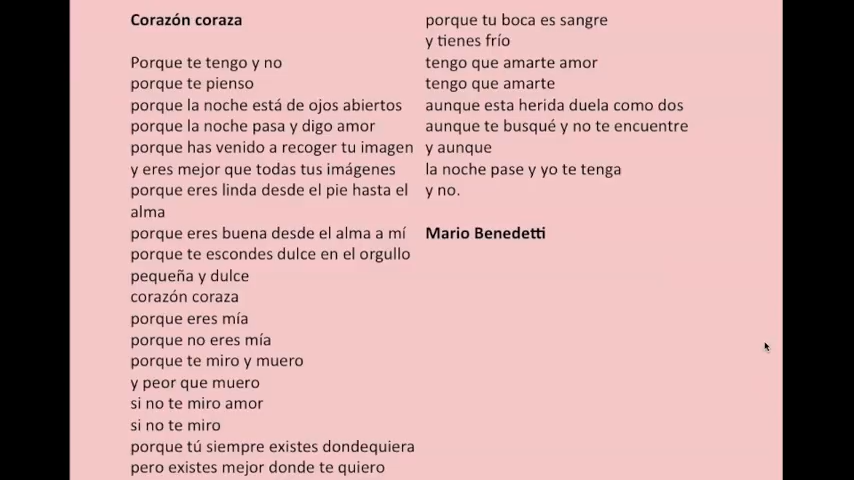 Corazón coraza
Porque te tengo y no
porque te pienso
porque la noche está de ojos abiertos
porque la noche pasa y digo amor
porque has venido a recoger tu imagen
y eres mejor que todas tus imágenes
porque eres linda desde el pie hasta el
alma
porque eres buena desde el alma a mí
porque te escondes dulce en el orgullo
pequeña y dulce
corazón coraza
porque eres mía
porque no eres mía
porque te miro y muero
y peor que muero
si no te miro amor
si no te miro
porque tú siempre existes dondequiera
pero existes mejor donde te quiero
porque tu boca es sangre
y tienes frío
tengo que amarte amor
tengo que amarte
aunque esta herida duela como dos
aunque te busqué y no te encuentre
y aunque
la noche pase y yo te tenga
y no.
Mario Benedetti